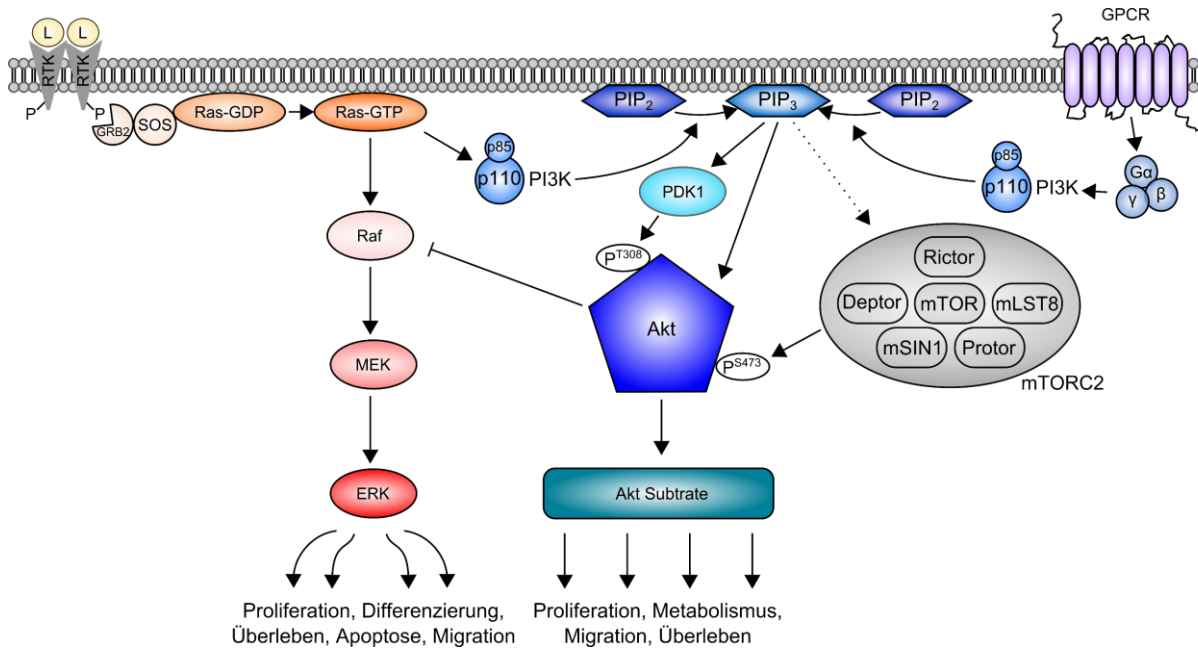 GPCR
L
L
RTK
RTK
P
P
GRB2
SOS
Ras-GDP
Ras-GTP
PIP2
PIP3
PIP2
p85
p110
PI3K
PDK1
p85
p110
PI3K
Gα
γ
β
Raf
PT308
Akt
PS473
Rictor
Deptor
mTOR
mLST8
mSIN1
Protor
mTORC2
MEK
ERK
Akt Subtrate
Proliferation, Differenzierung,
Überleben, Apoptose, Migration
Proliferation, Metabolismus,
Migration, Überleben